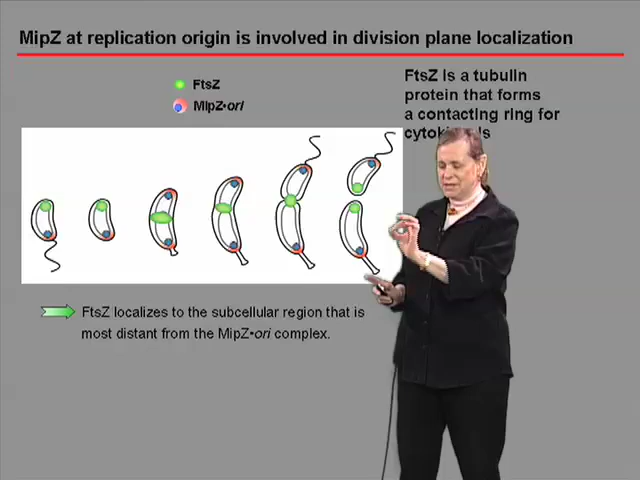 MipZ at replication origin is involved in division plane localization
FtsZ
MipZ•ori
FtsZ is a tubulin
protein that forms
a contacting ring for
FtsZ localizes to the subcellular region that is
most distant from the MipZ•ori complex.